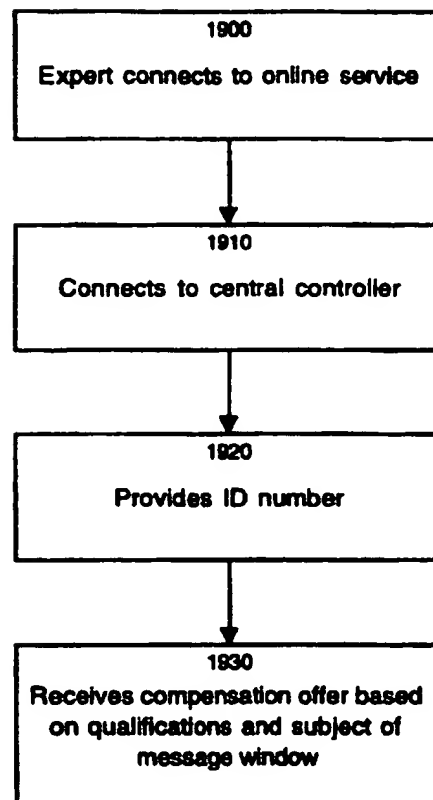 1900
Expert connects to online service
1910
Connects to central controller
1920
Provides ID number
1930
Receives compensation offer based
on qualifications and subject of
message window